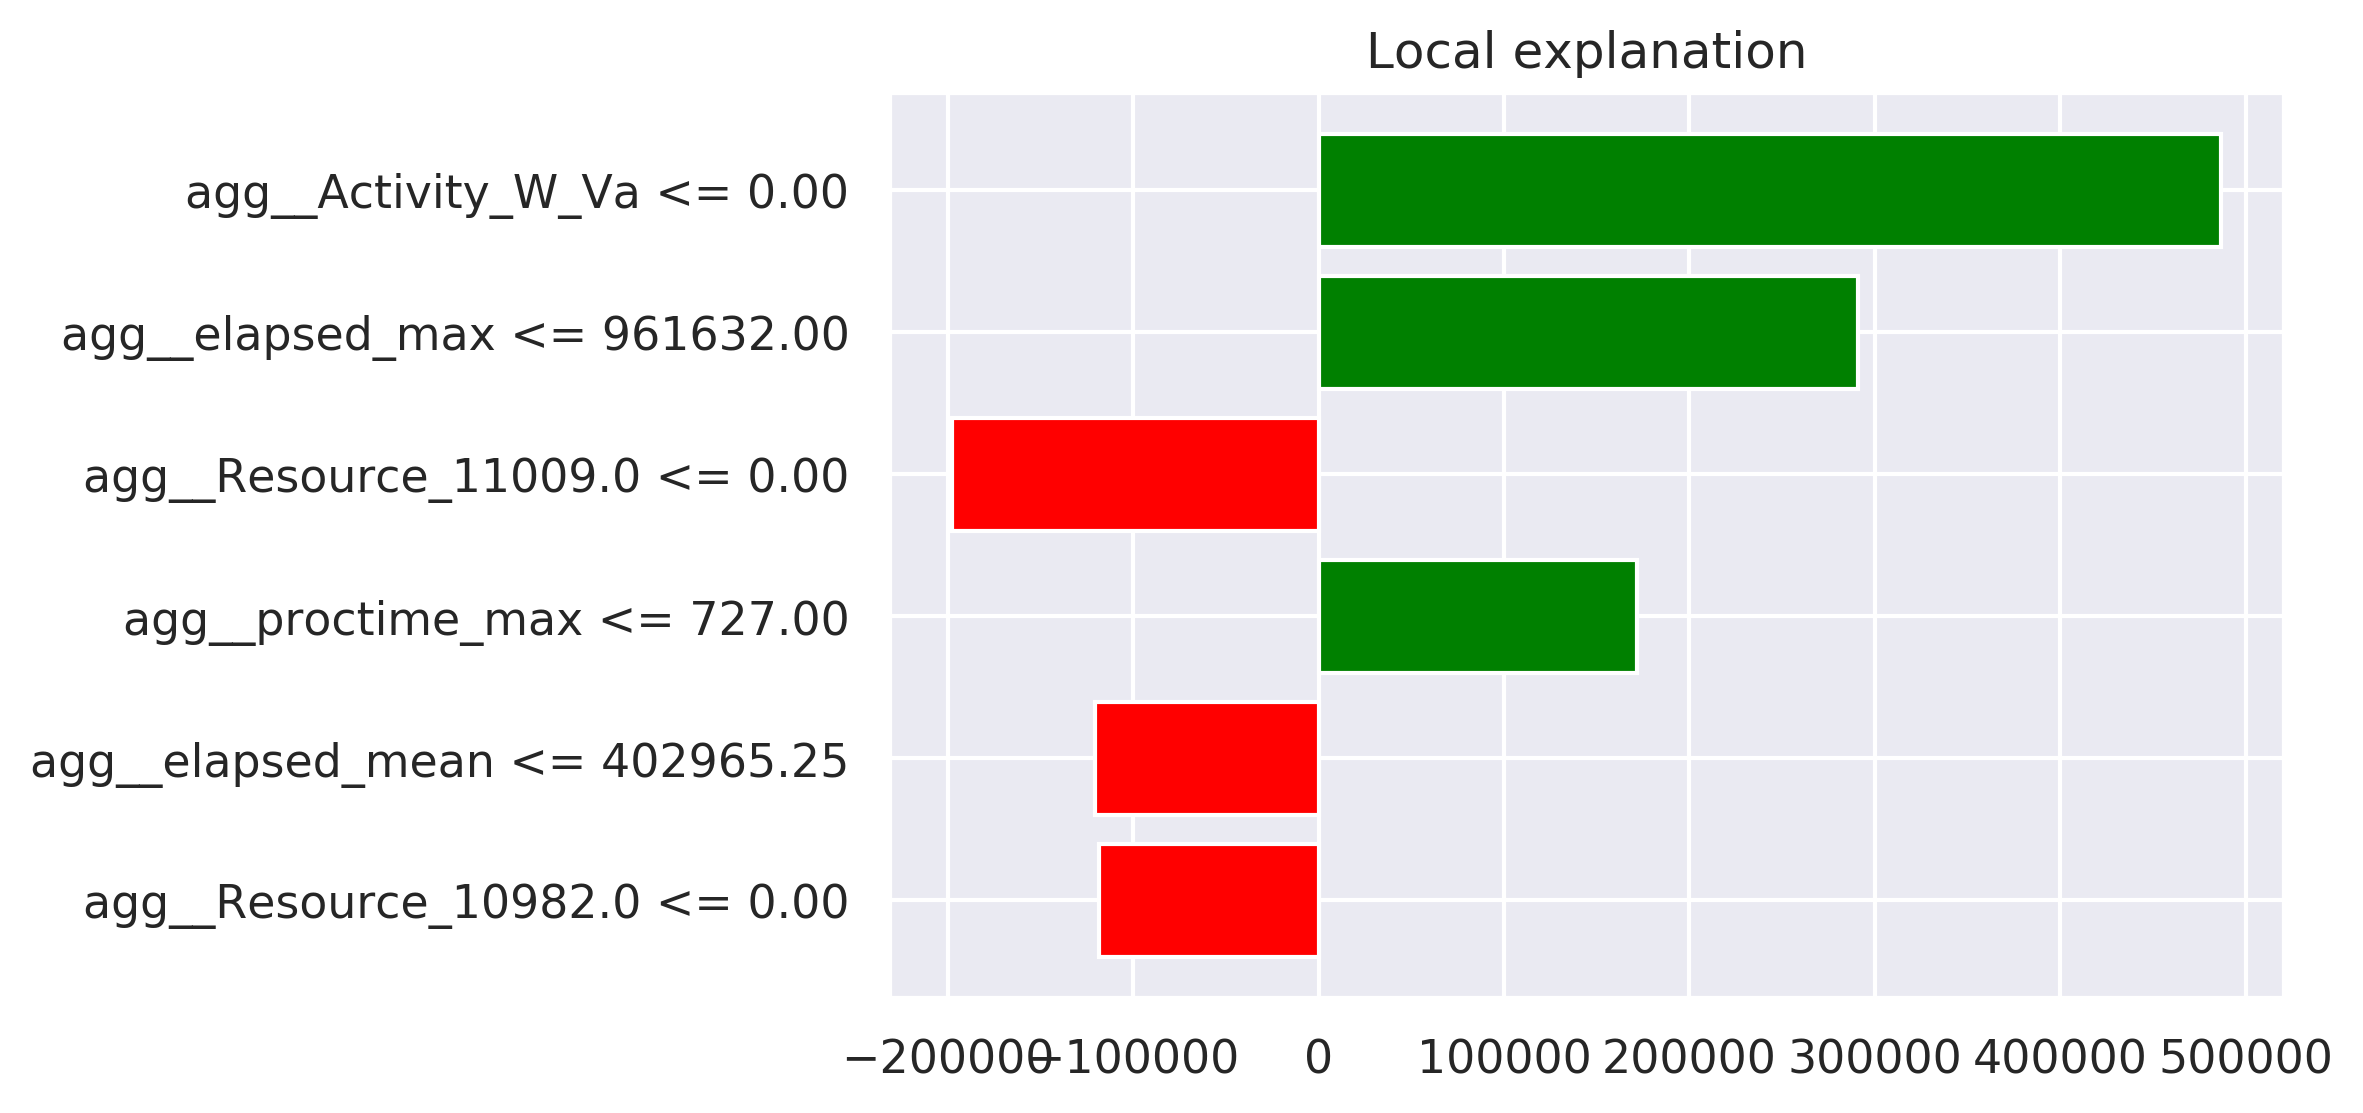 Local explanation
agg__Activity_W_Va <= 0.00
agg__elapsed_max <= 961632.00
agg__Resource_11009.0 <= 0.00
agg__proctime_max <= 727.00
agg__elapsed_mean <= 402965.25
agg__Resource_10982.0 <= 0.00
−200000 −100000 0 100000 200000 300000 400000 500000